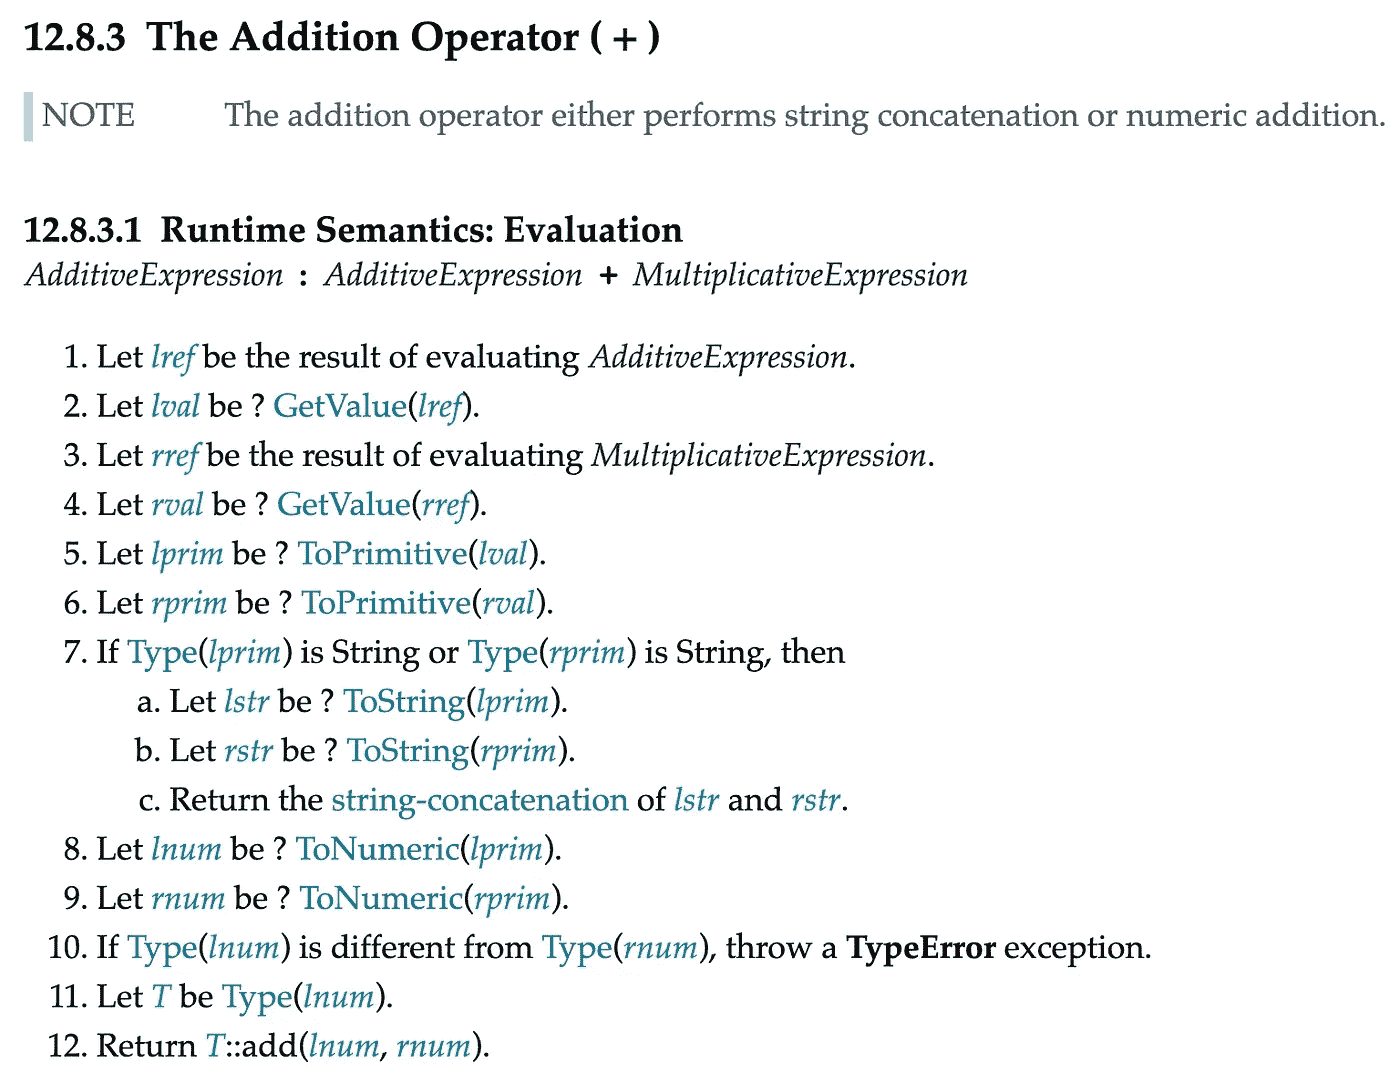 12.8.3 The Addition Operator ( + )
NOTE The addition operator either performs string concatenation or numeric addition.
12.8.3.1 Runtime Semantics: Evaluation
AdditiveExpression : AdditiveExpression + MultiplicativeExpression
1. Let lref be the result of evaluating AdditiveExpression.
2. Let lval be ? GetValue(lref).
3. Let rref be the result of evaluating MultiplicativeExpression.
4. Let rval be ? GetValue(rref).
5. Let lprim be ? ToPrimitive(lval).
6. Let rprim be ? ToPrimitive(rval).
7. If Type(lprim) is String or Type(rprim) is String, then
a. Let lstr be ? ToString(lprim).
b. Let rstr be ? ToString(rprim).
c. Return the string-concatenation of lstr and rstr.
8. Let lnum be ? ToNumeric(lprim).
9. Let rnum be ? ToNumeric(rprim).
10. If Type(lnum) is different from Type(rnum), throw a TypeError exception.
11. Let T be Type(lnum).
12. Return T::add(lnum, rnum).